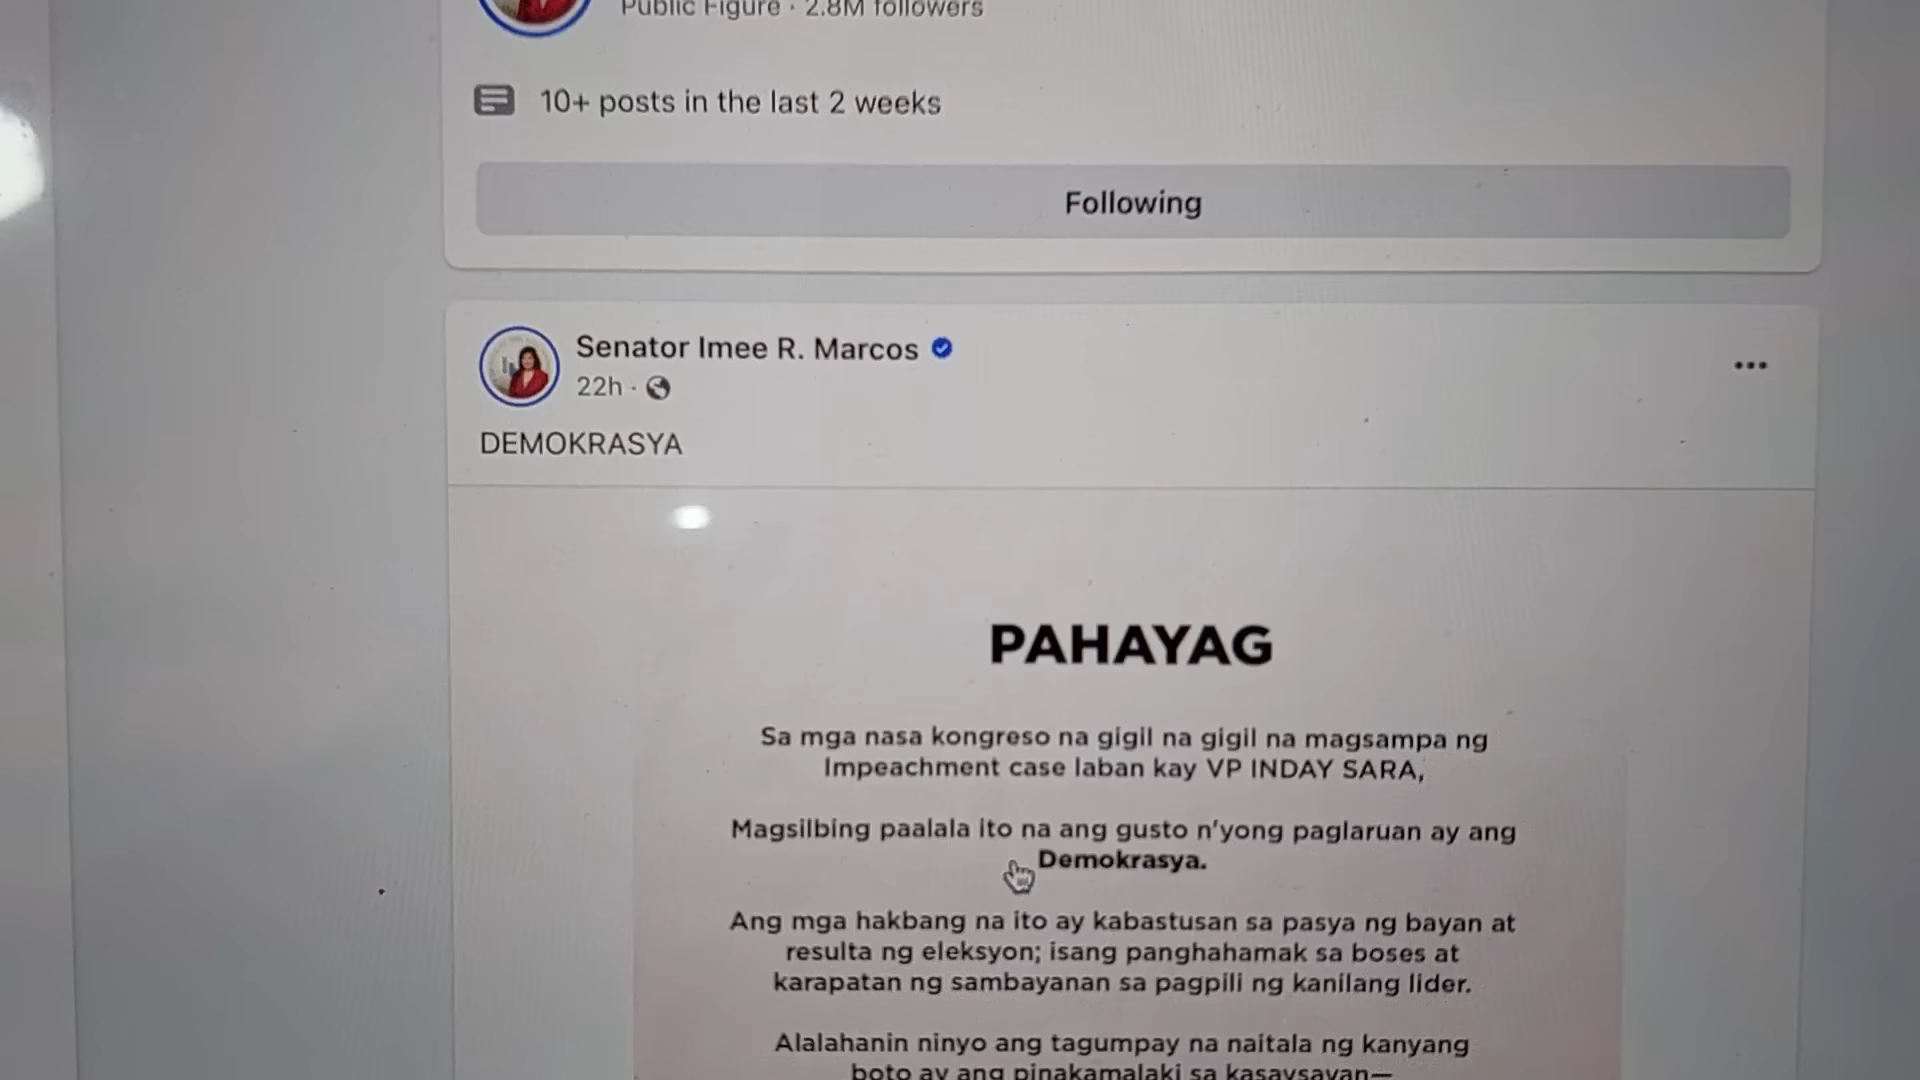 Public Figure · 2.8M followers
10+ posts in the last 2 weeks
Following
Senator Imee R. Marcos
22h ·
DEMOKRASYA
PAHAYAG
Sa mga nasa kongreso na gigil na gigil na magsampa ng
Impeachment case laban kay VP INDAY SARA,
Magsilbing paalala ito na ang gusto n'yong paglaruan ay ang
Demokrasya.
Ang mga hakbang na ito ay kabastusan sa pasya ng bayan at
resulta ng eleksyon; isang panghahamak sa boses at
karapatan ng sambayanan sa pagpili ng kanilang lider.
Alalahanin ninyo ang tagumpay na naitala ng kanyang
boto ay ang pinakamalaki sa kasaysayan—